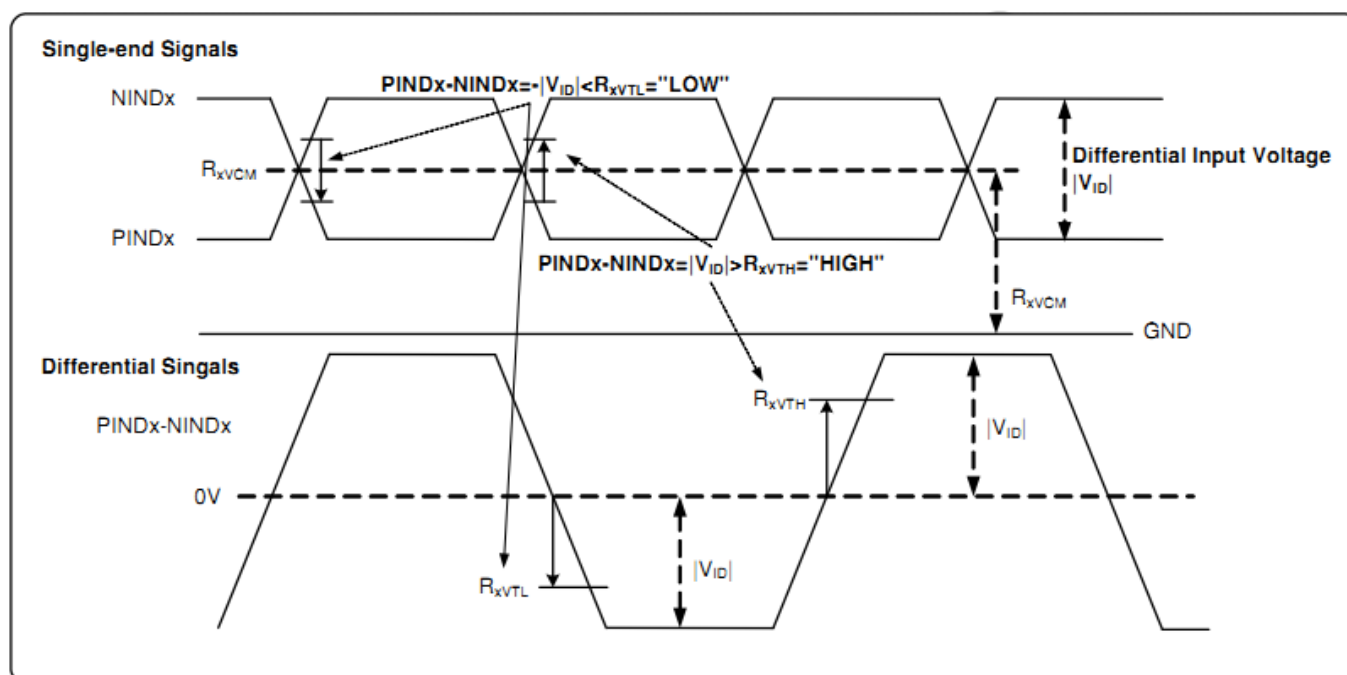 Single-end Signals
PINDx-NINDx=-|VID|<RxVTL="LOW"
NINDx
RxVCM
Differential Input Voltage
|VID|
PINDx
PINDx-NINDx=|VID|>RxVTH="HIGH"
RxVCM
GND
Differential Singals
RxVTH
PINDx-NINDx
|VID|
0V
|VID|
RxVTL